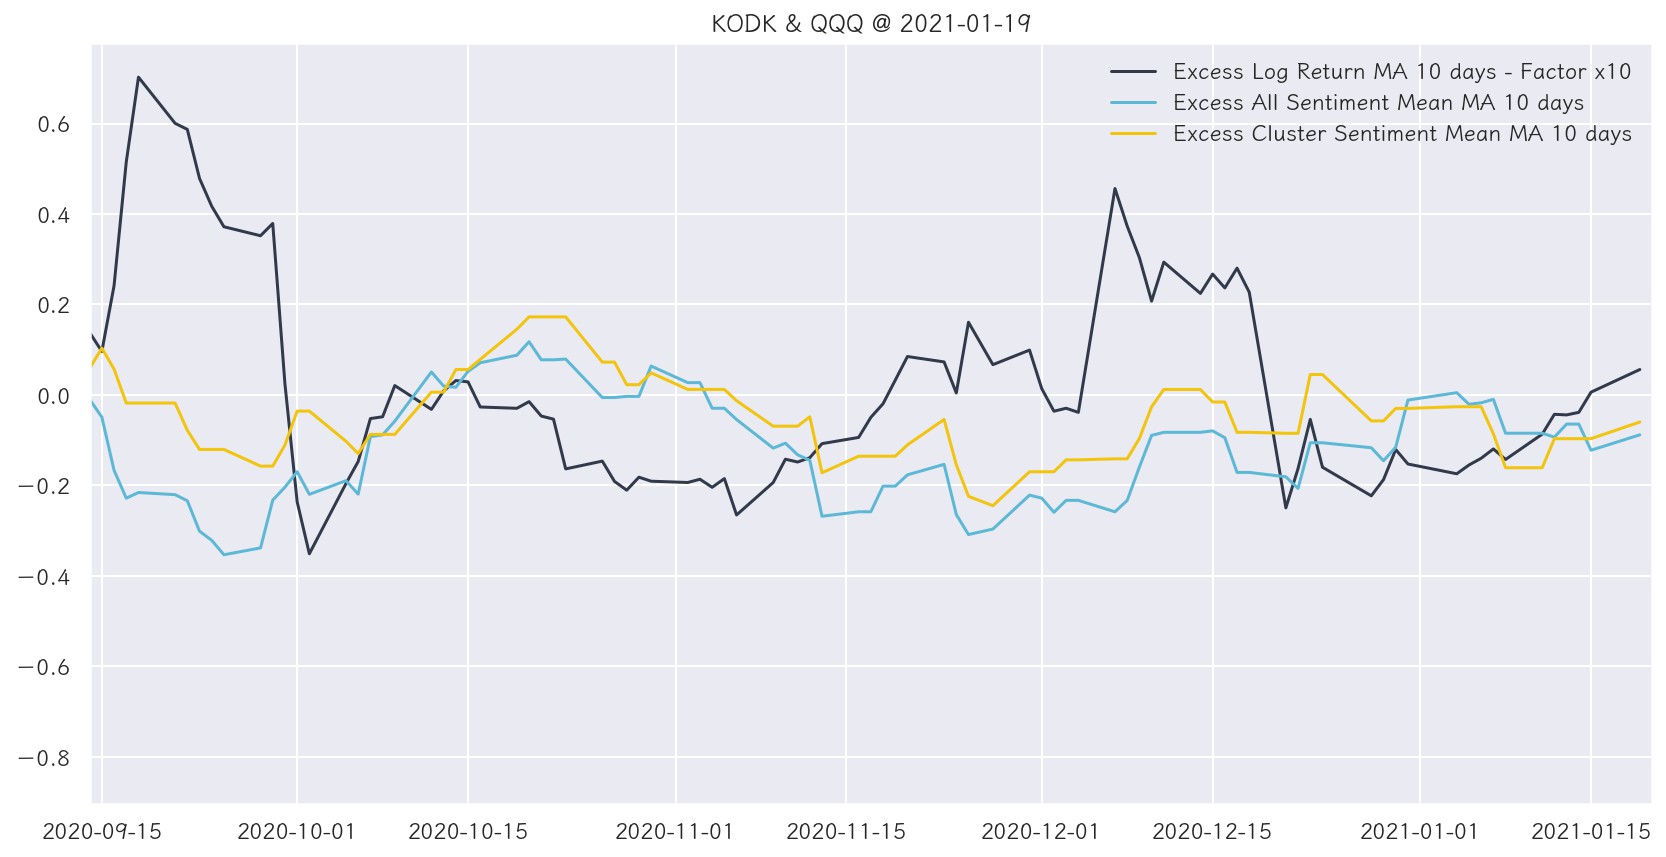 KODK & QQQ @ 2021-01-19
Excess Log Return MA 10 days - Factor x10
Excess All Sentiment Mean MA 10 days
Excess Cluster Sentiment Mean MA 10 days
0.6
0.4
0.2
0.0
−0.2
−0.4
−0.6
−0.8
2020-09-15 2020-10-01 2020-10-15 2020-11-01 2020-11-15 2020-12-01 2020-12-15 2021-01-01 2021-01-15